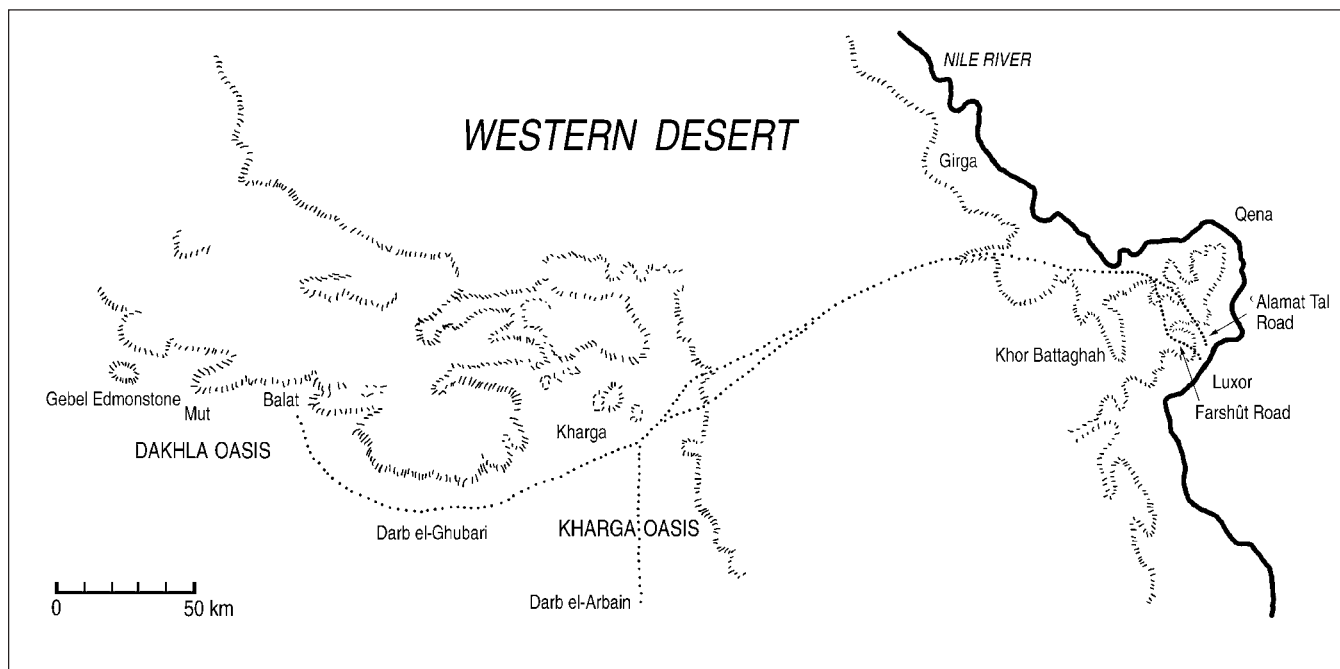 NILE RIVER
WESTERN DESERT
Girga
Qena
Alamat Tal
Road
Khor Battaghah
Luxor
Farshût Road
Gebel Edmonstone
Mut
Balat
DAKHLA OASIS
Kharga
Darb el-Ghubari
KHARGA OASIS
Darb el-Arbain
0 50 km